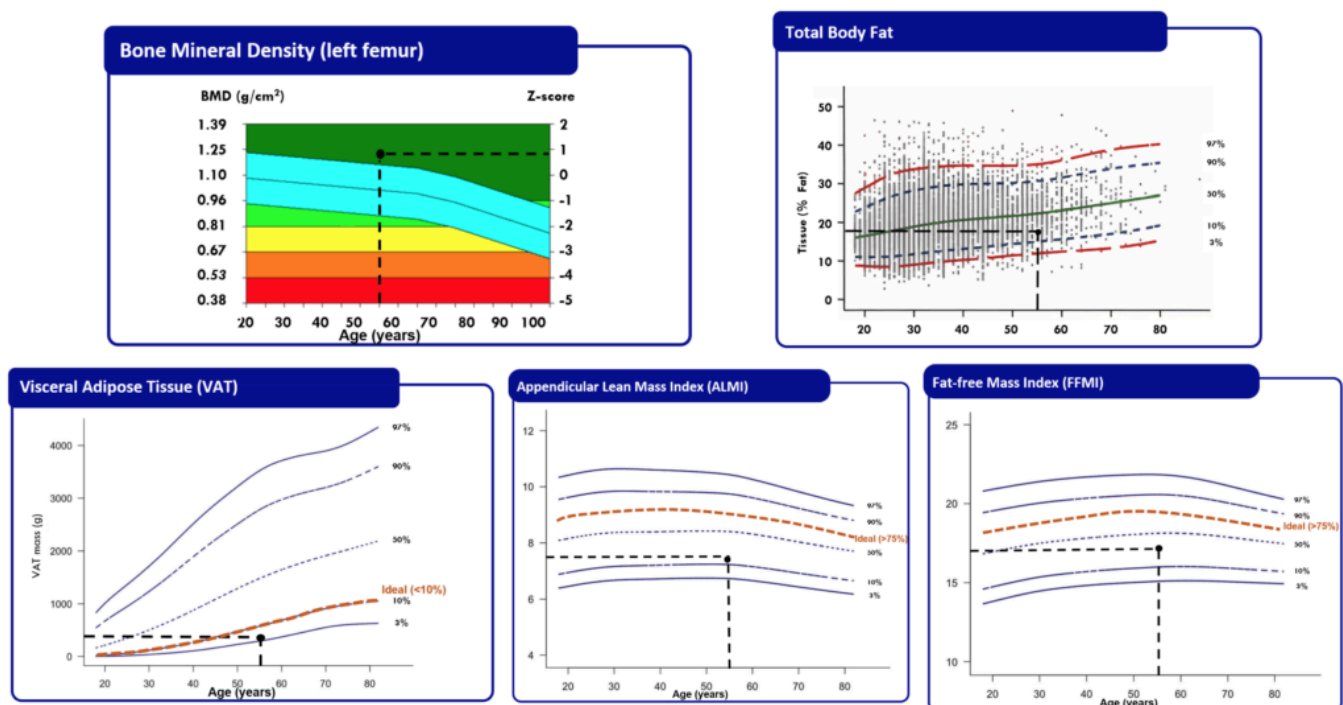 Bone Mineral Density (left femur)
BMD (g/cm²)
Z-score
1.39
1.25
1.10
0.96
0.81
0.67
0.53
0.38
2
1
0
-1
-2
-3
-4
-5
20 30 40 50 60 70 80 90 100
Age (years)
Total Body Fat
Tissue (% Fat)
50
40
30
20
10
0
97%
90%
50%
10%
3%
20 30 40 50 60 70 80
Visceral Adipose Tissue (VAT)
VAT mass (g)
4000
3000
2000
1000
0
97%
90%
50%
Ideal (<10%)
10%
3%
20 30 40 50 60 70 80
Age (years)
Appendicular Lean Mass Index (ALMI)
12
10
8
6
4
97%
90%
Ideal (>75%)
50%
10%
3%
20 30 40 50 60 70 80
Age (years)
Fat-free Mass Index (FFMI)
25
20
15
10
97%
90%
Ideal (>75%)
50%
10%
3%
20 30 40 50 60 70 80
Age (years)